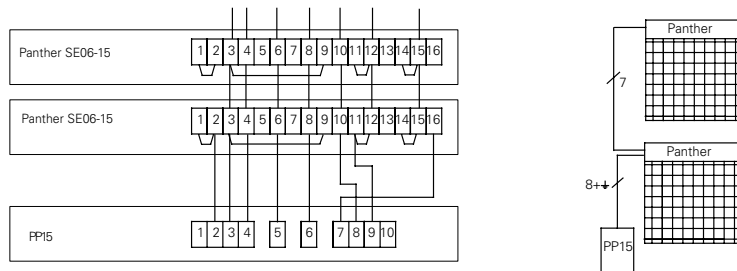 Panther SE06-15 1 2 3 4 5 6 7 8 9 10 11 12 13 14 15 16
Panther SE06-15 1 2 3 4 5 6 7 8 9 10 11 12 13 14 15 16
PP15 1 2 3 4 5 6 7 8 9 10
Panther
7
Panther
8+⏚
PP15